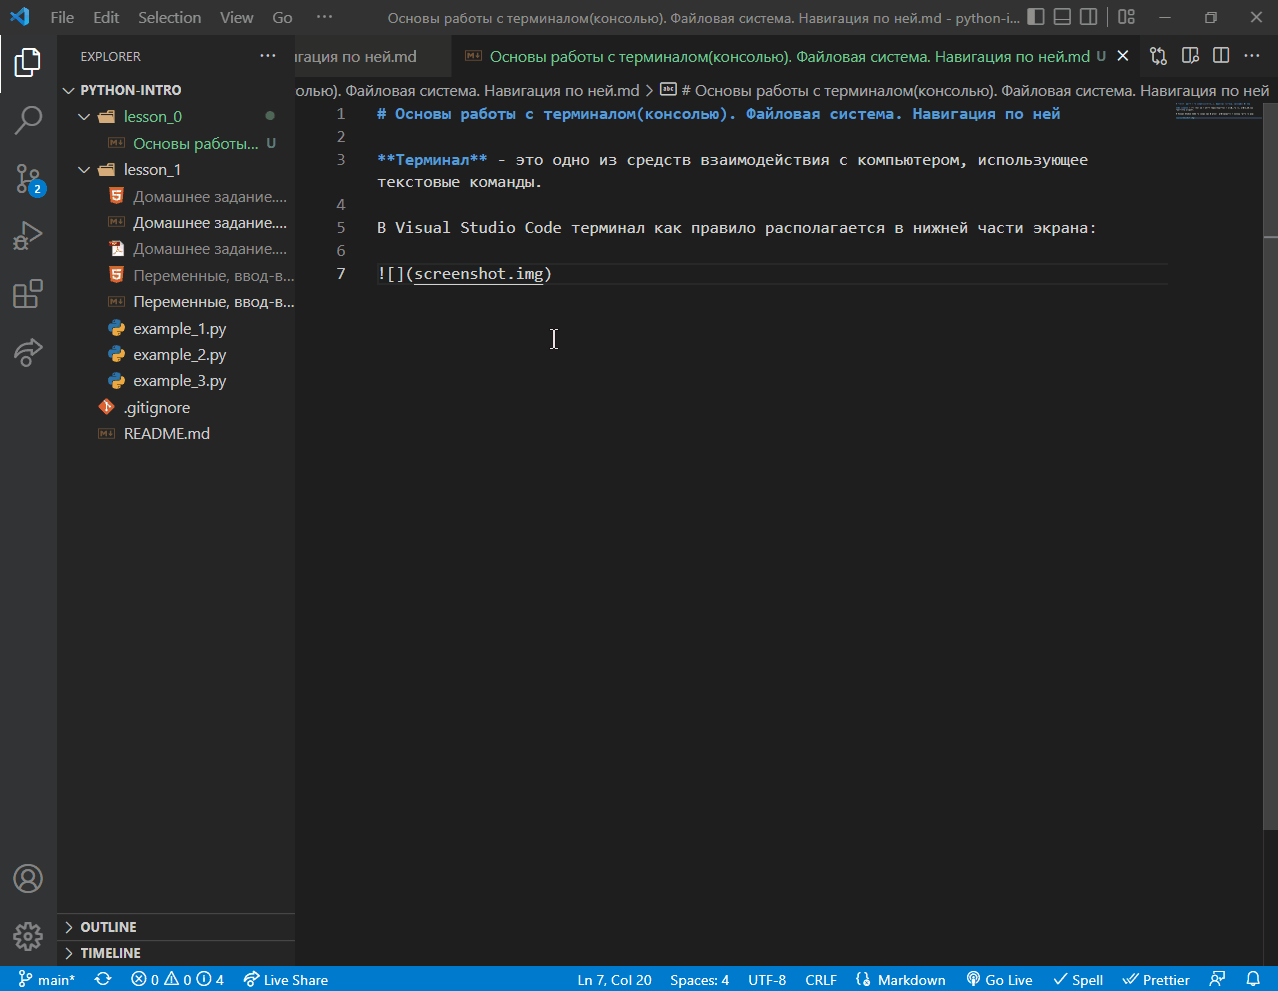 File Edit Selection View Go ··· Основы работы с терминалом(консолью). Файловая система. Навигация по ней.md - python-i...
EXPLORER ···
игация по ней.md
Основы работы с терминалом(консолью). Файловая система. Навигация по ней.md U
PYTHON-INTRO
олью). Файловая система. Навигация по ней.md > # Основы работы с терминалом(консолью). Файловая система. Навигация по ней
lesson_0
Основы работы... U
lesson_1
Домашнее задание....
Домашнее задание....
Домашнее задание....
Переменные, ввод-в...
Переменные, ввод-в...
example_1.py
example_2.py
example_3.py
.gitignore
README.md
2
1 # Основы работы с терминалом(консолью). Файловая система. Навигация по ней
2
3 **Терминал** - это одно из средств взаимодействия с компьютером, использующее
текстовые команды.
4
5 В Visual Studio Code терминал как правило располагается в нижней части экрана:
6
7 ![](screenshot.img)
OUTLINE
TIMELINE
main* 0 0 4 Live Share Ln 7, Col 20 Spaces: 4 UTF-8 CRLF Markdown Go Live Spell Prettier